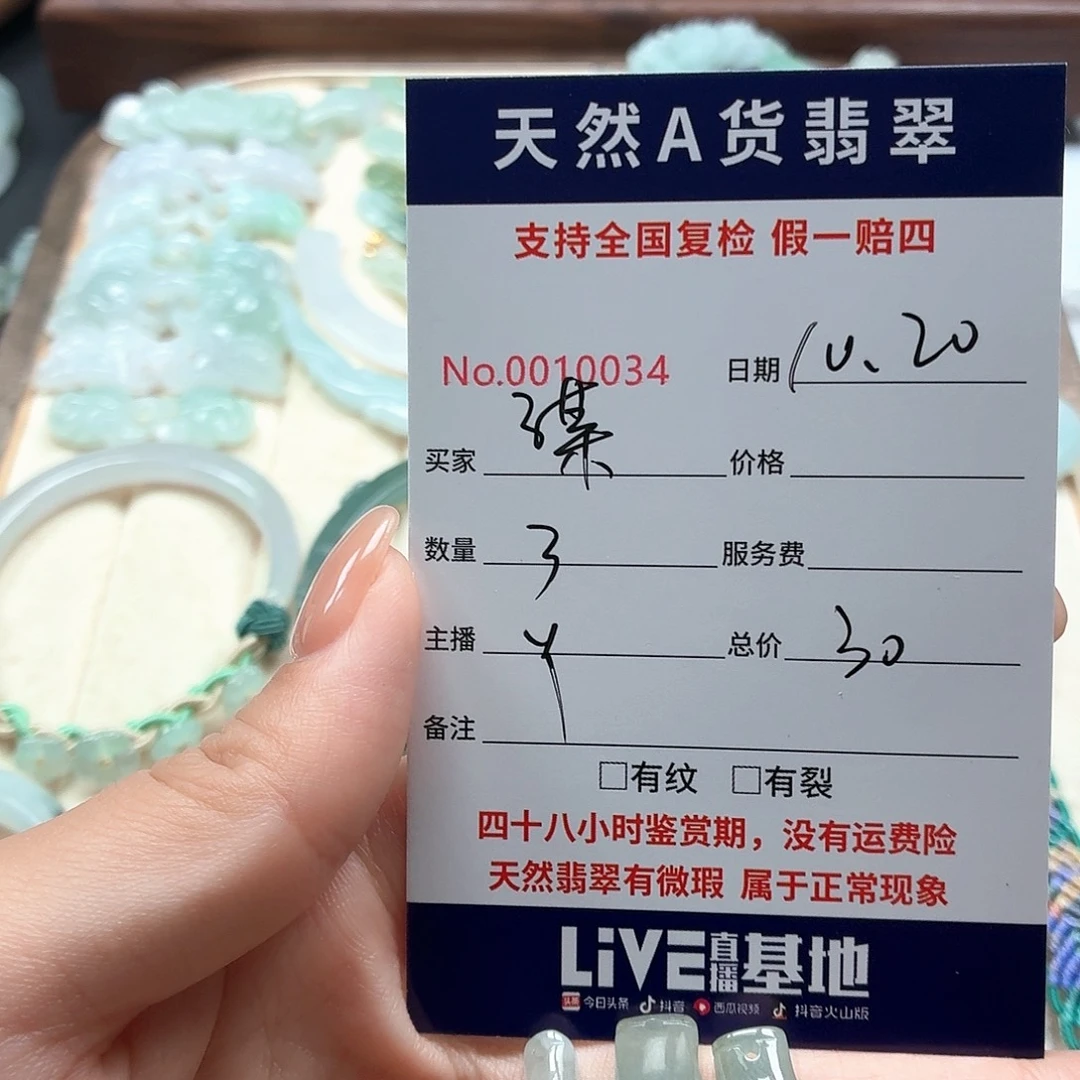 天然A货翡翠
支持全国复检 假一赔四
No.0010034 日期 10、20
买家 价格
数量 3 服务费
主播 Y 总价 30
备注
□有纹 □有裂
四十八小时鉴赏期，没有运费险
天然翡翠有微瑕 属于正常现象
LiVE直播基地
头条 今日头条 抖音 西瓜视频 抖音火山版